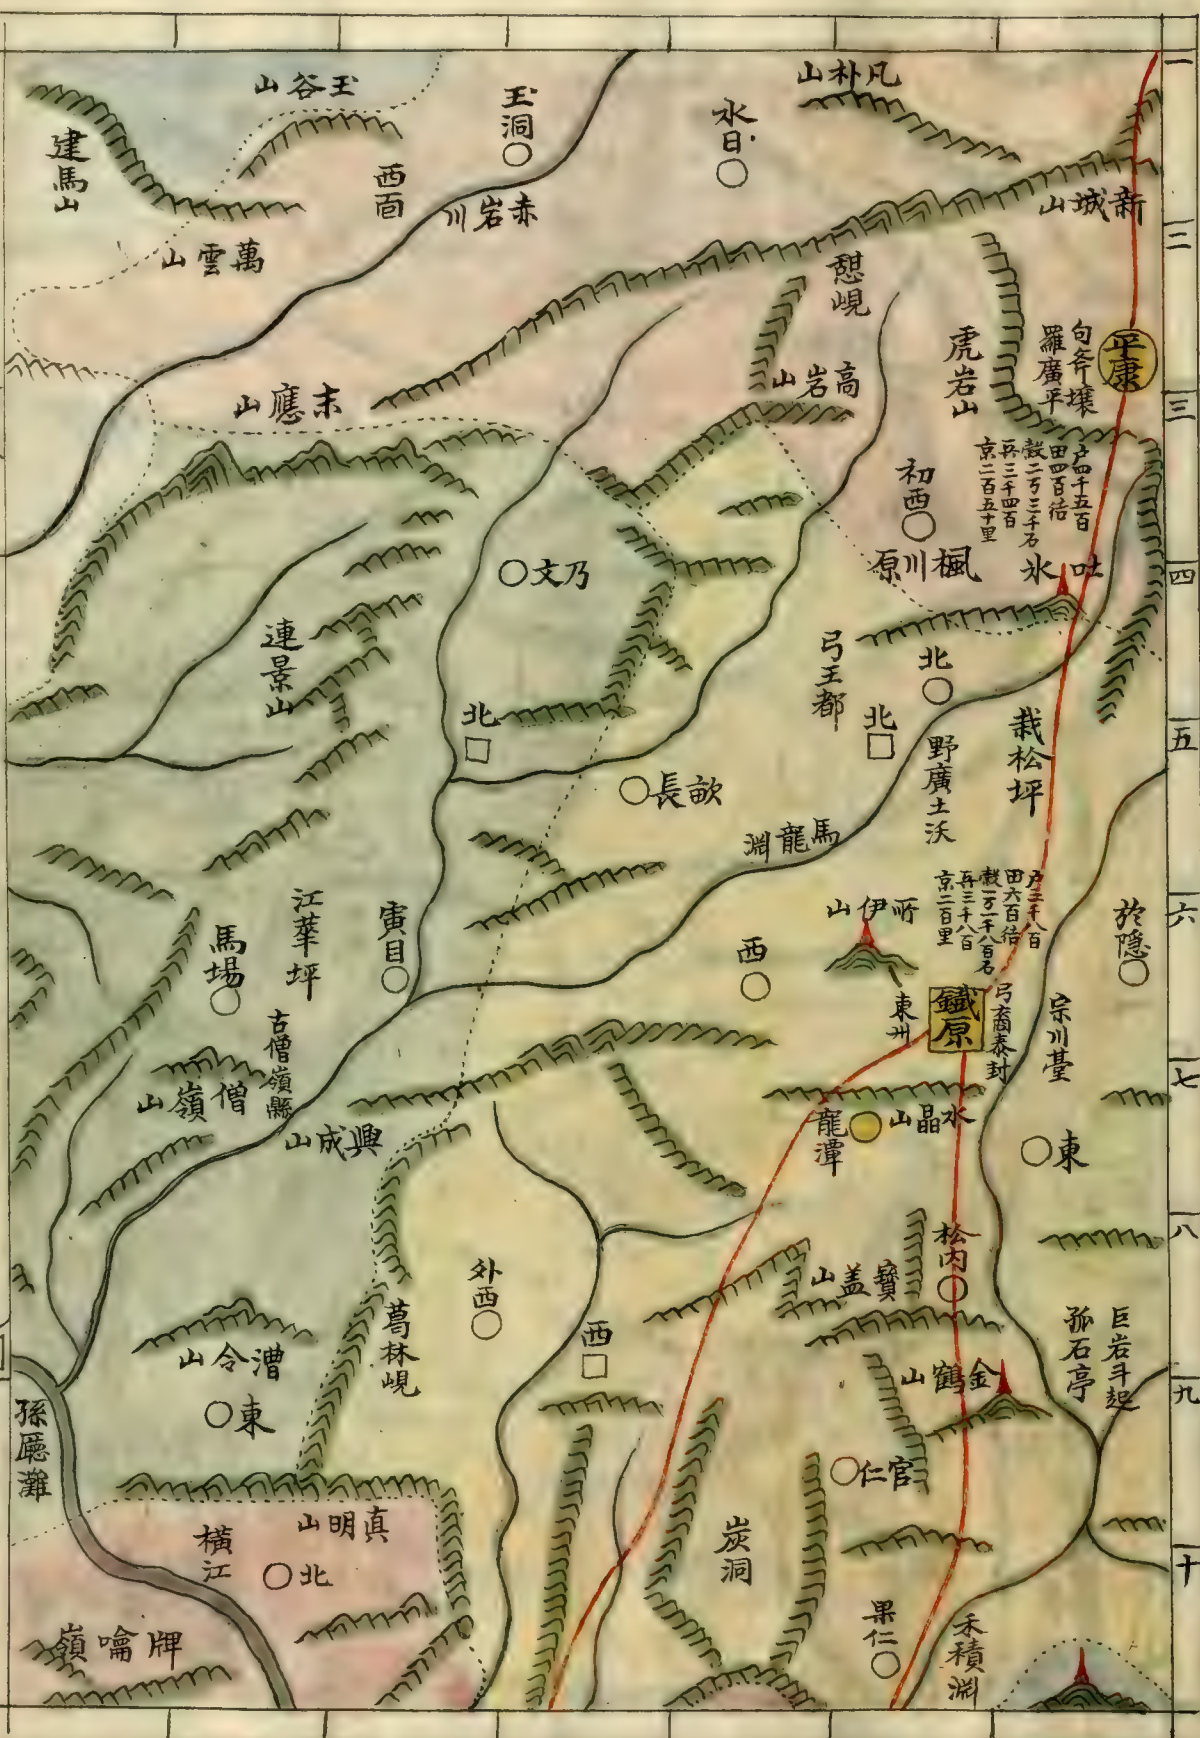 一
二
三
四
五
六
七
八
九
十
凡朴山
水日
玉洞
玉谷山
西面
建馬山
萬雲山
赤岩川
新城山
憩峴
虎岩山
高岩山
末應山
平康
句斧壤
羅廣平
戶四千五百
田四百結
穀二万三千石
兵三千四百
京二百五十里
初西
楓川原
吐氷
乃文
連景山
北
弓王都
北
北
栽松坪
野廣土沃
畝長
馬龍淵
戶三千八百
田六百結
穀一万一千八百石
兵三千八百
京二百里
所伊山
於隱
西
江華坪
寅目
馬場
鐵原
弓裔泰封
東州
宗川臺
古僧嶺縣
僧嶺山
興成山
水晶山
龍潭
東
松內
寶盖山
外西
西
葛林峴
漕令山
東
巨岩斗起
孤石亭
金鶴山
官仁
孫廳灘
真明山
橫江
北
炭洞
果仁
禾積淵
牌噏嶺